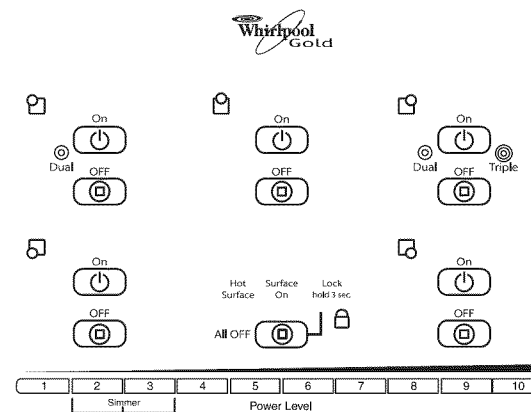 Whirlpool
Gold
On On On
Dual Dual Triple
OFF OFF OFF
On Hot Surface Lock On
Surface On hold 3 sec
OFF All OFF OFF
1 2 3 4 5 6 7 8 9 10
Simmer Power Level